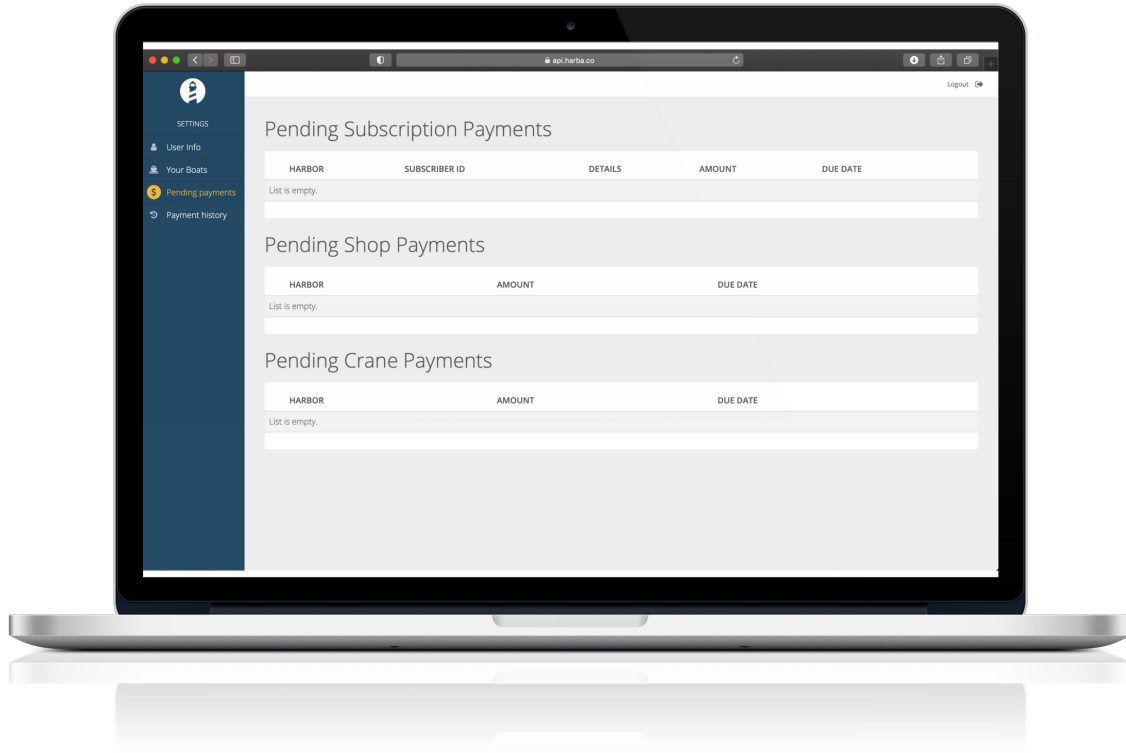 api.harba.co
Logout
SETTINGS
User Info
Your Boats
$ Pending payments
Payment history
Pending Subscription Payments
HARBOR SUBSCRIBER ID DETAILS AMOUNT DUE DATE
List is empty.
Pending Shop Payments
HARBOR AMOUNT DUE DATE
List is empty.
Pending Crane Payments
HARBOR AMOUNT DUE DATE
List is empty.